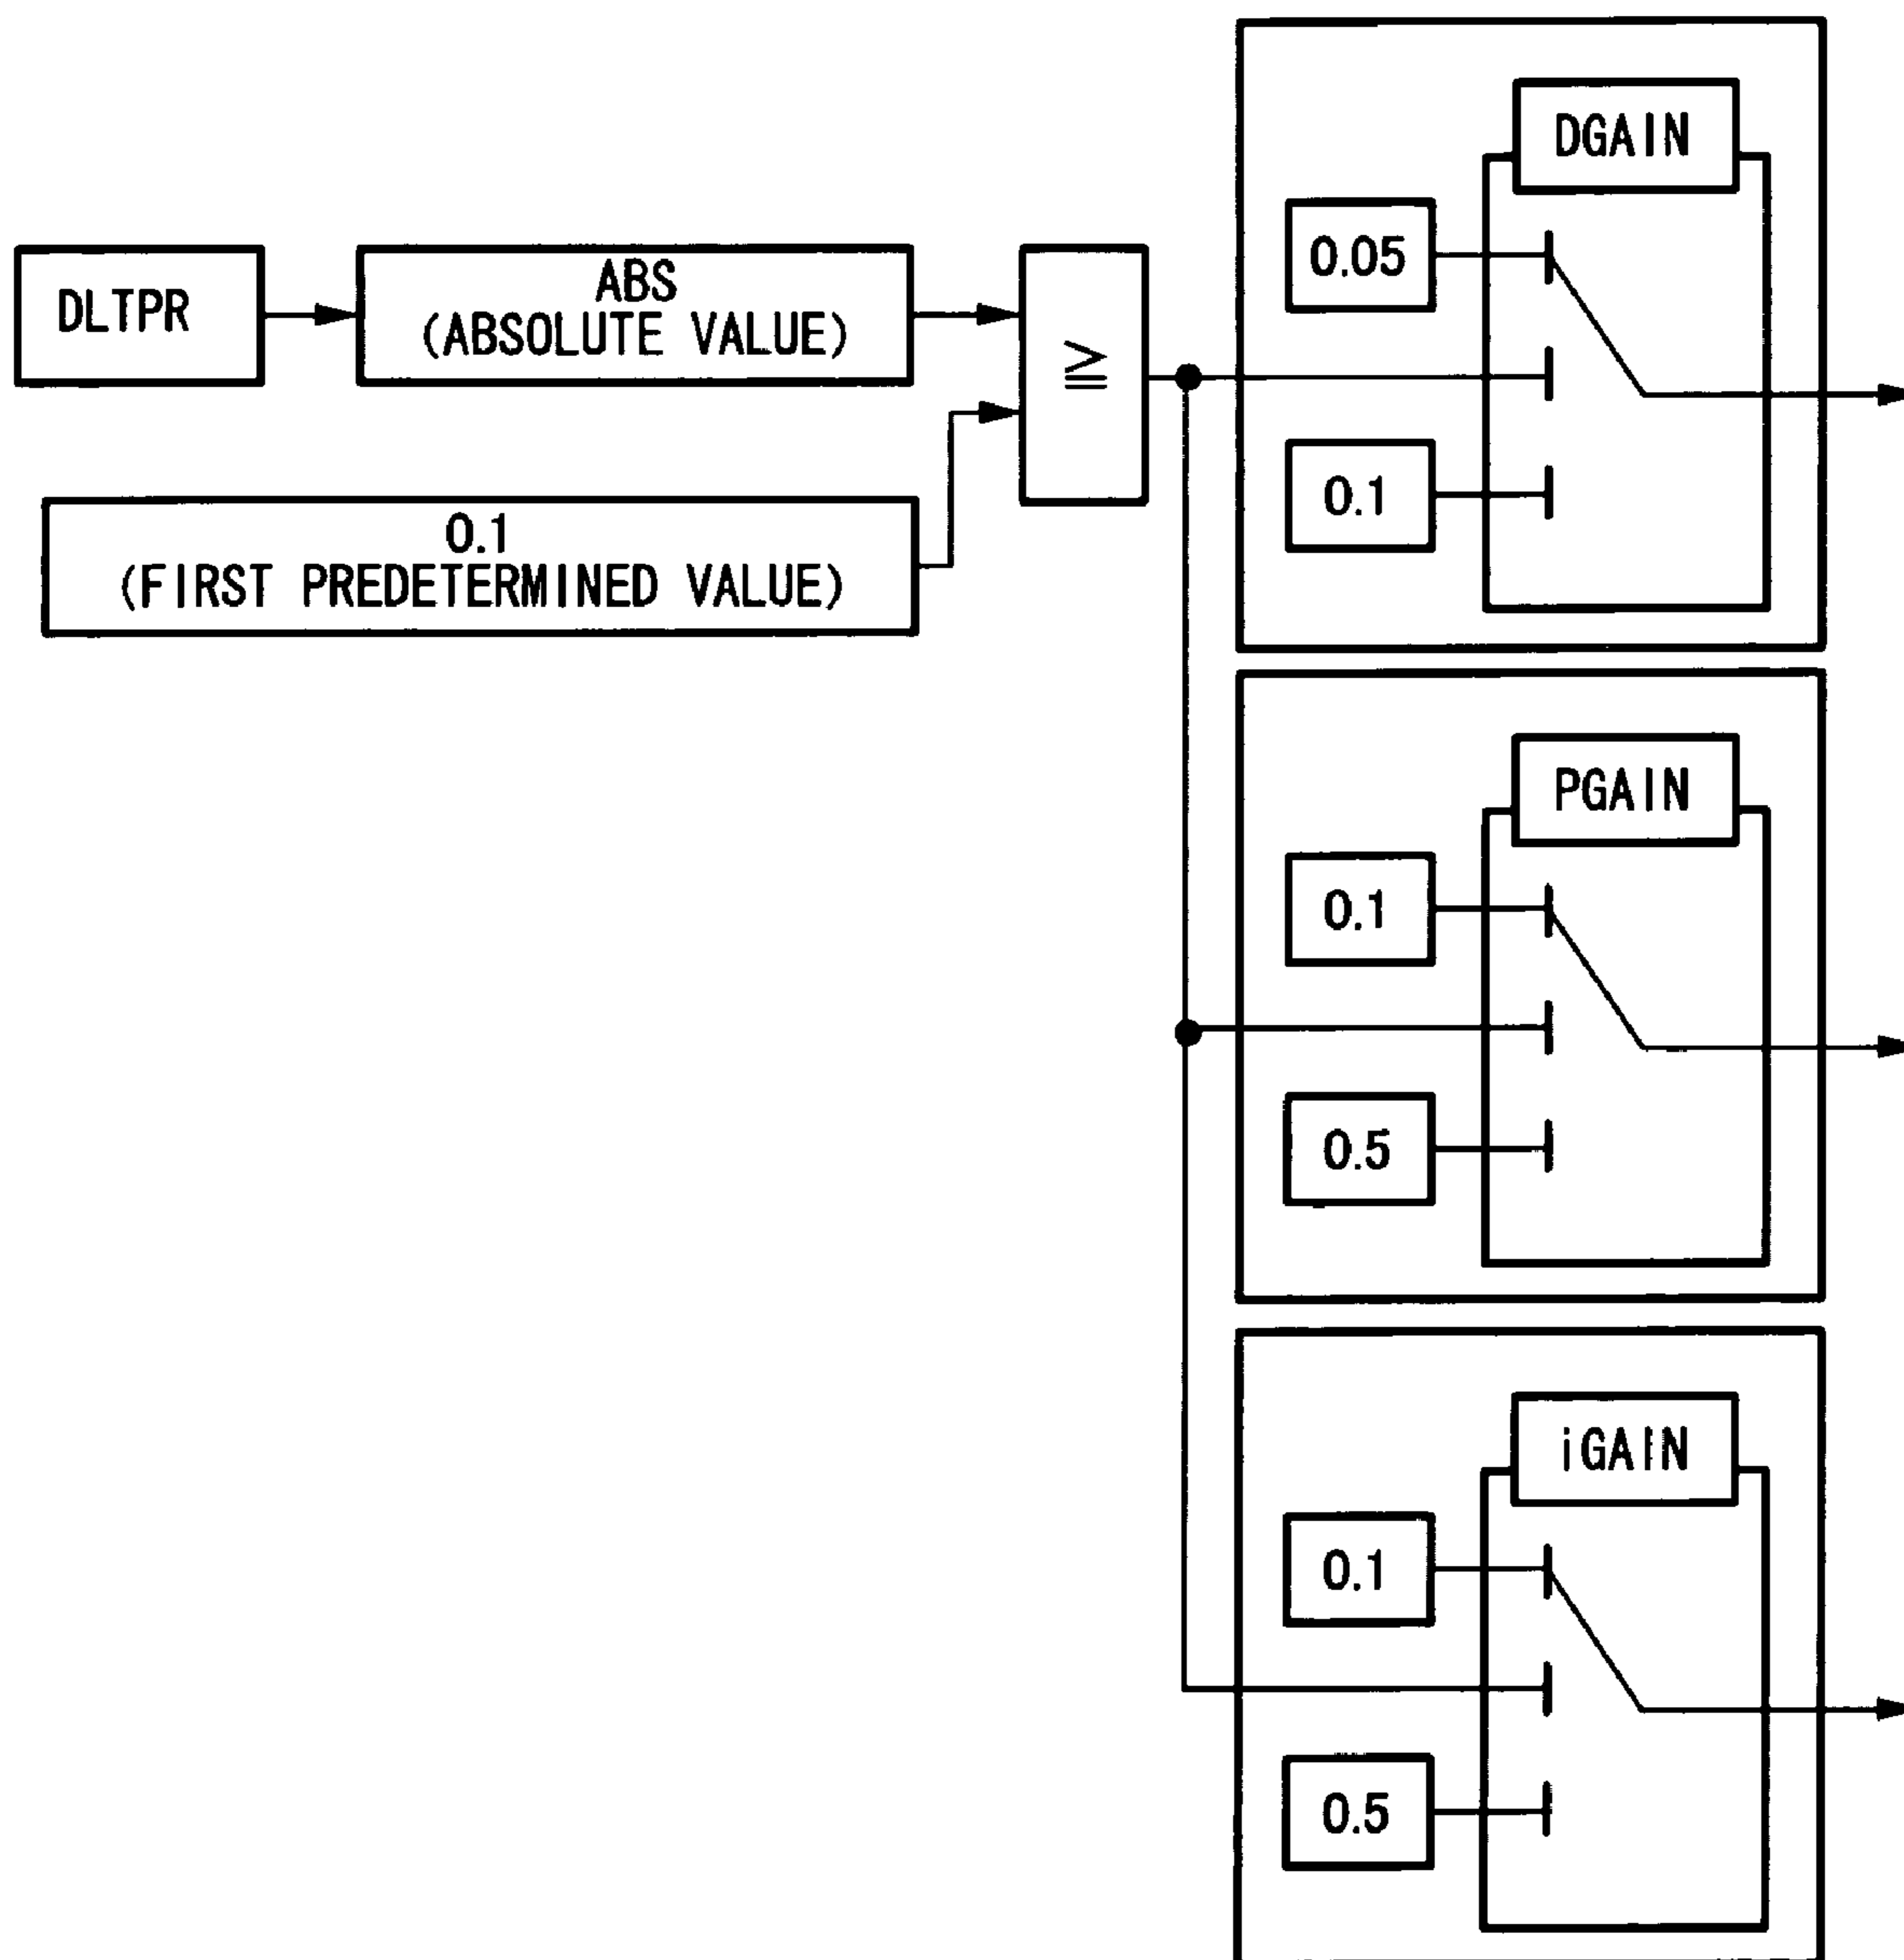 DGAIN
0.05
DLTPR
ABS
(ABSOLUTE VALUE)
≧
0.1
0.1
(FIRST PREDETERMINED VALUE)
PGAIN
0.1
0.5
iGAIN
0.1
0.5